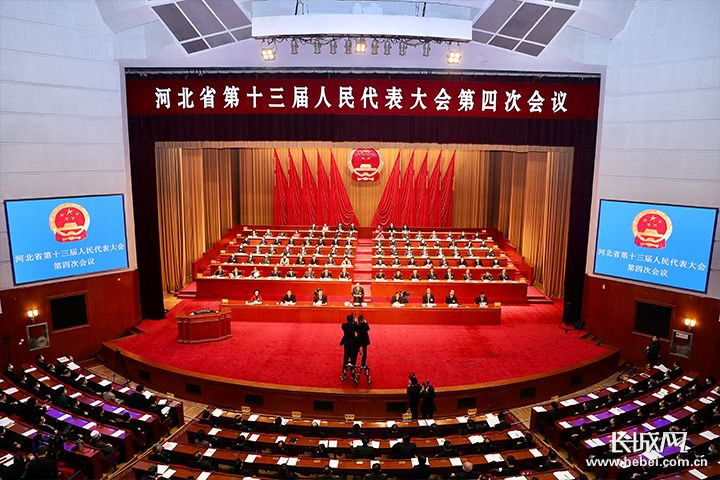 河北省第十三届人民代表大会第四次会议
河北省第十三届人民代表大会
第四次会议
河北省第十三届人民代表大会
第四次会议
长城网
www.hebei.com.cn